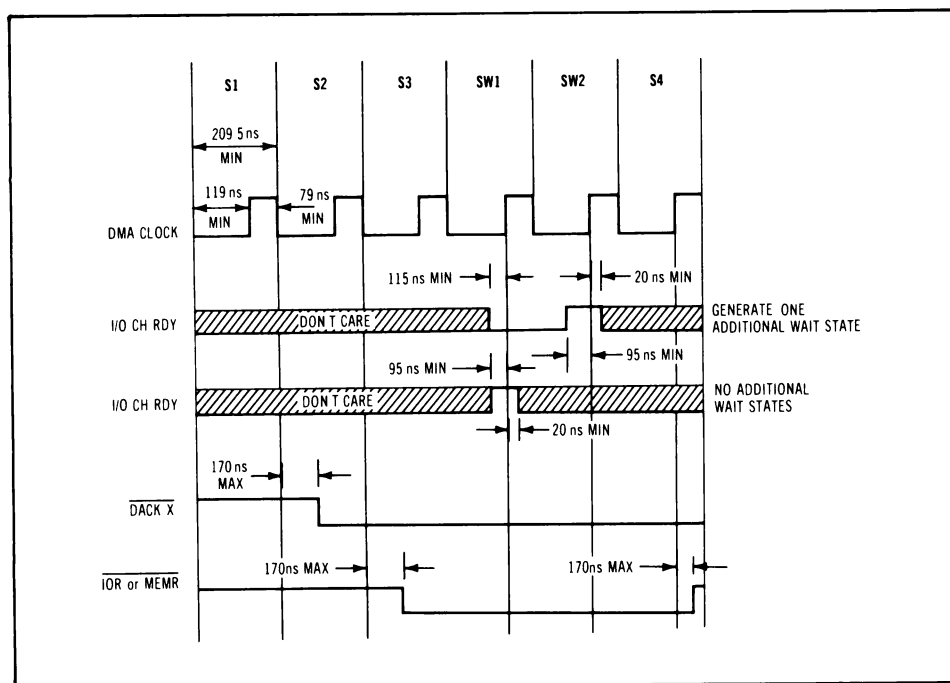 S1 S2 S3 SW1 SW2 S4
209 5 ns
MIN
119 ns 79 ns
MIN MIN
DMA CLOCK
115 ns MIN 20 ns MIN
I/O CH RDY DON T CARE GENERATE ONE
ADDITIONAL WAIT STATE
95 ns MIN 95 ns MIN
I/O CH RDY DON T CARE NO ADDITIONAL
WAIT STATES
20 ns MIN
170 ns
MAX
DACK X
170ns MAX 170ns MAX
IOR or MEMR